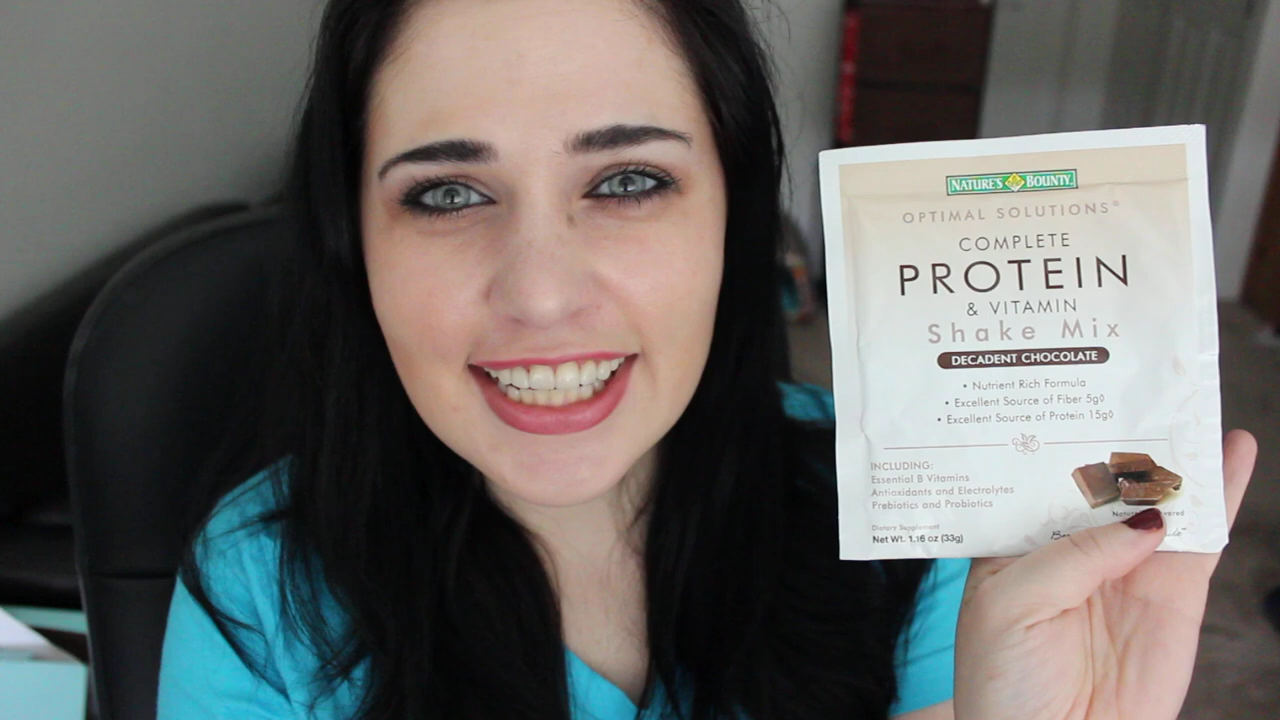 NATURE'S BOUNTY
OPTIMAL SOLUTIONS®
COMPLETE
PROTEIN
& VITAMIN
Shake Mix
DECADENT CHOCOLATE
• Nutrient Rich Formula
• Excellent Source of Fiber 5g◊
• Excellent Source of Protein 15g◊
INCLUDING:
Essential B Vitamins
Antioxidants and Electrolytes
Prebiotics and Probiotics
Dietary Supplement
Net Wt. 1.16 oz (33g)